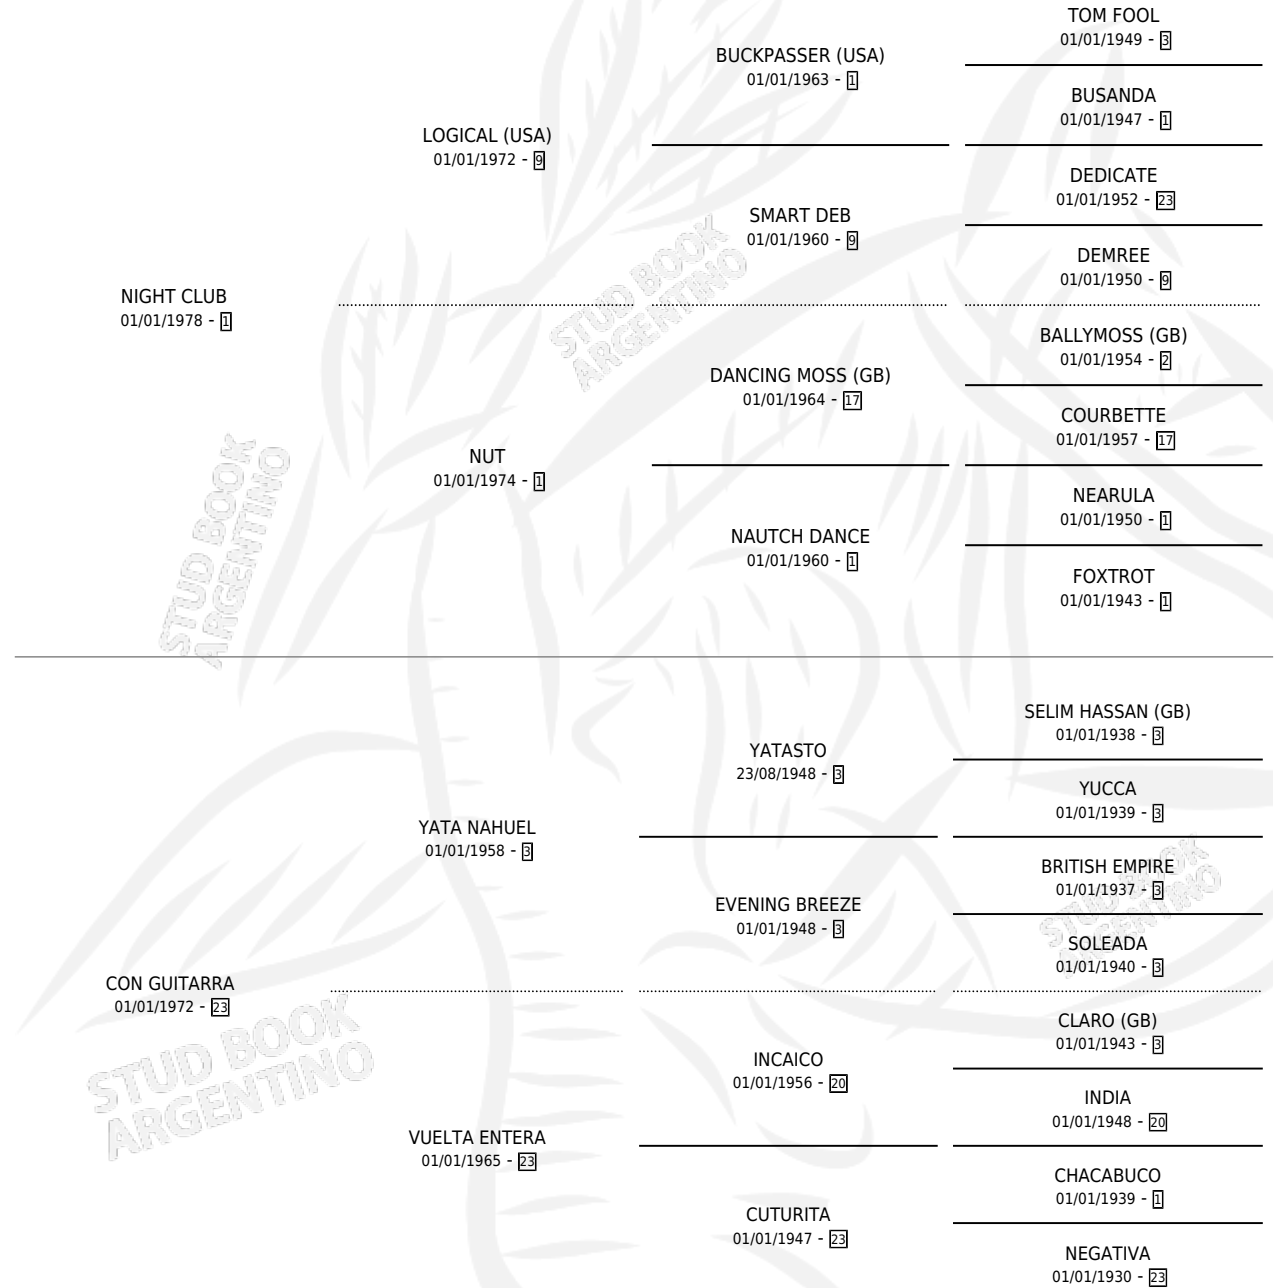 TOM FOOL
01/01/1949 - 3
BUCKPASSER (USA)
01/01/1963 - 1
BUSANDA
01/01/1947 - 1
LOGICAL (USA)
01/01/1972 - 9
DEDICATE
01/01/1952 - 23
SMART DEB
01/01/1960 - 9
DEMREE
01/01/1950 - 9
NIGHT CLUB
01/01/1978 - 1
STUD BOOK
ARGENTINO
BALLYMOSS (GB)
01/01/1954 - 2
DANCING MOSS (GB)
01/01/1964 - 17
COURBETTE
01/01/1957 - 17
NUT
01/01/1974 - 1
NEARULA
01/01/1950 - 1
NAUTCH DANCE
01/01/1960 - 1
FOXTROT
01/01/1943 - 1
STUD BOOK
ARGENTINO
SELIM HASSAN (GB)
01/01/1938 - 3
YATASTO
23/08/1948 - 3
YUCCA
01/01/1939 - 3
YATA NAHUEL
01/01/1958 - 3
BRITISH EMPIRE
01/01/1937 - 3
EVENING BREEZE
01/01/1948 - 3
SOLEADA
01/01/1940 - 3
STUD BOOK
ARGENTINO
CON GUITARRA
01/01/1972 - 23
CLARO (GB)
01/01/1943 - 3
INCAICO
01/01/1956 - 20
INDIA
01/01/1948 - 20
STUD BOOK
ARGENTINO
VUELTA ENTERA
01/01/1965 - 23
CHACABUCO
01/01/1939 - 1
CUTURITA
01/01/1947 - 23
NEGATIVA
01/01/1930 - 23